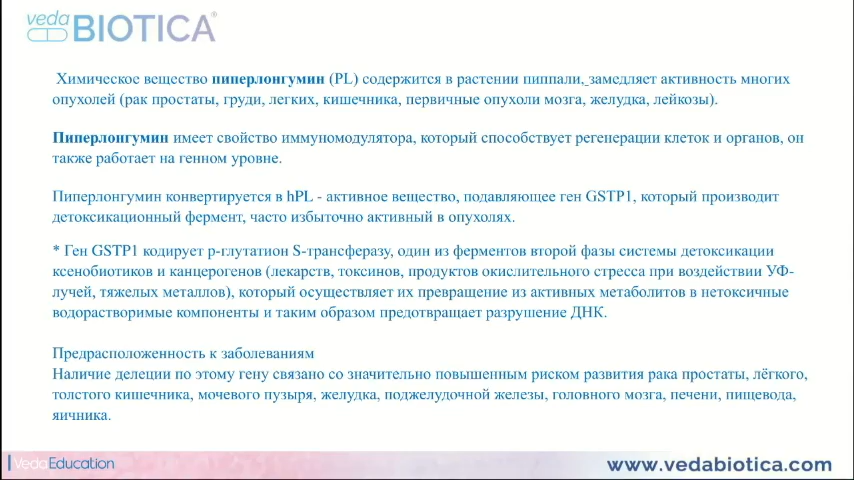 veda
BIOTICA®
Химическое вещество пиперлонгумин (PL) содержится в растении пиппали, замедляет активность многих
опухолей (рак простаты, груди, легких, кишечника, первичные опухоли мозга, желудка, лейкозы).
Пиперлонгумин имеет свойство иммуномодулятора, который способствует регенерации клеток и органов, он
также работает на генном уровне.
Пиперлонгумин конвертируется в hPL - активное вещество, подавляющее ген GSTP1, который производит
детоксикационный фермент, часто избыточно активный в опухолях.
* Ген GSTP1 кодирует р-глутатион S-трансферазу, один из ферментов второй фазы системы детоксикации
ксенобиотиков и канцерогенов (лекарств, токсинов, продуктов окислительного стресса при воздействии УФ-
лучей, тяжелых металлов), который осуществляет их превращение из активных метаболитов в нетоксичные
водорастворимые компоненты и таким образом предотвращает разрушение ДНК.
Предрасположенность к заболеваниям
Наличие делеции по этому гену связано со значительно повышенным риском развития рака простаты, лёгкого,
толстого кишечника, мочевого пузыря, желудка, поджелудочной железы, головного мозга, печени, пищевода,
яичника.
VedaEducation
www.vedabiotica.com